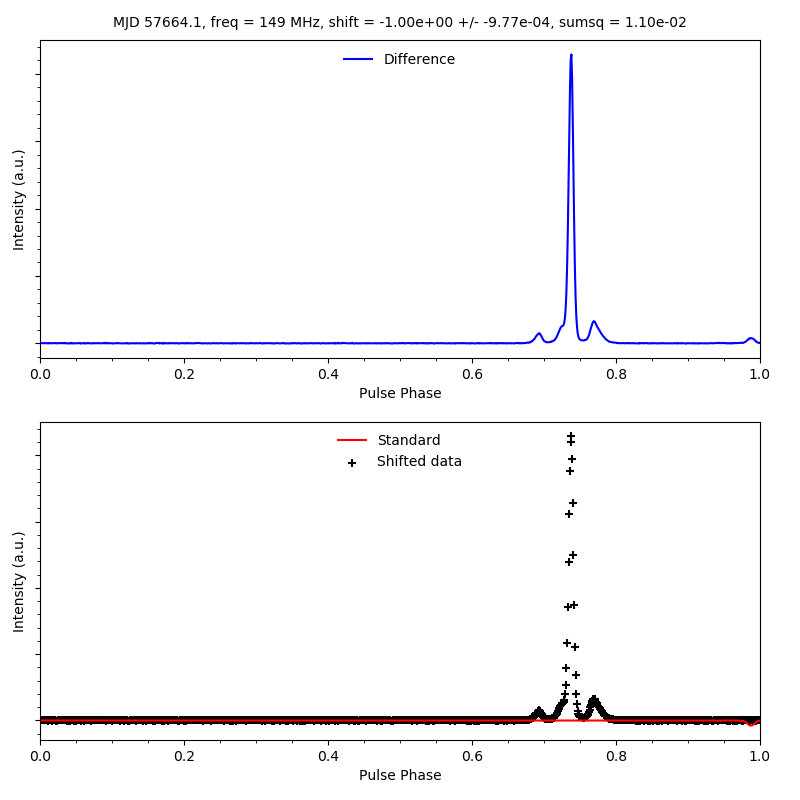 MJD 57664.1, freq = 149 MHz, shift = -1.00e+00 +/- -9.77e-04, sumsq = 1.10e-02
Difference
Intensity (a.u.)
0.0 0.2 0.4 0.6 0.8 1.0
Pulse Phase
Standard
Shifted data
Intensity (a.u.)
0.0 0.2 0.4 0.6 0.8 1.0
Pulse Phase